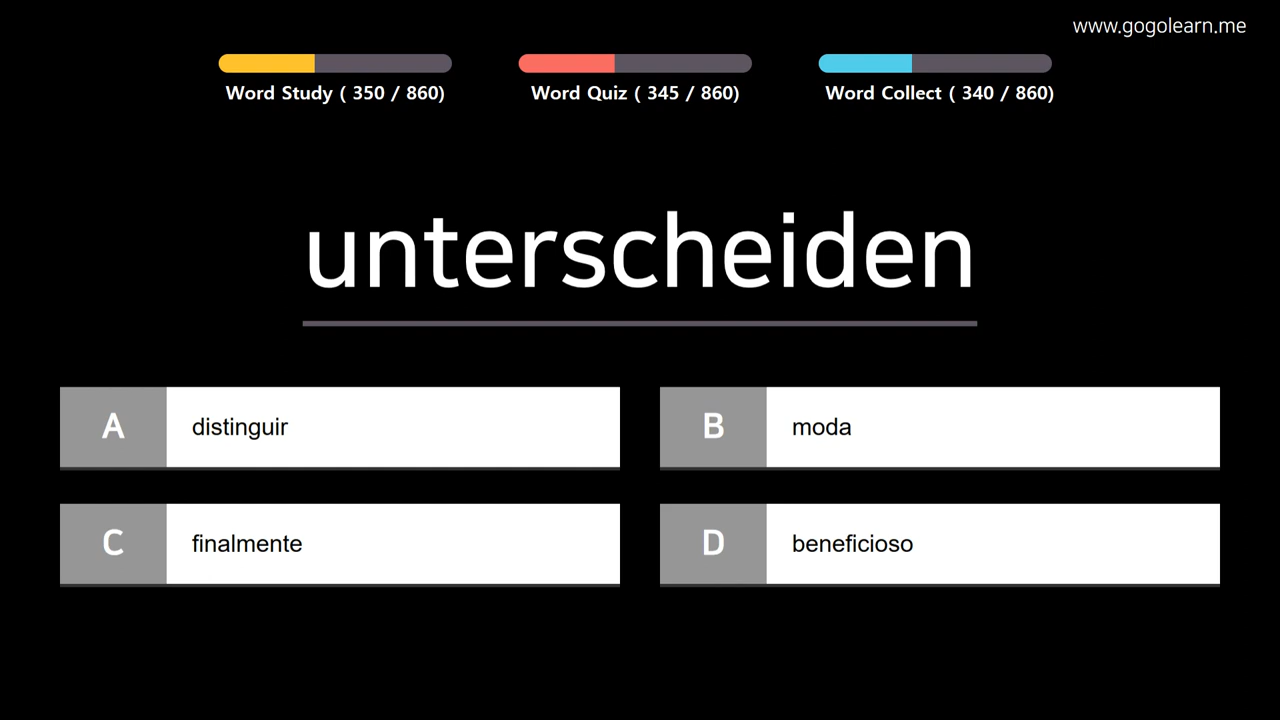 www.gogolearn.me
Word Study ( 350 / 860)
Word Quiz ( 345 / 860)
Word Collect ( 340 / 860)
unterscheiden
A distinguir
B moda
C finalmente
D beneficioso